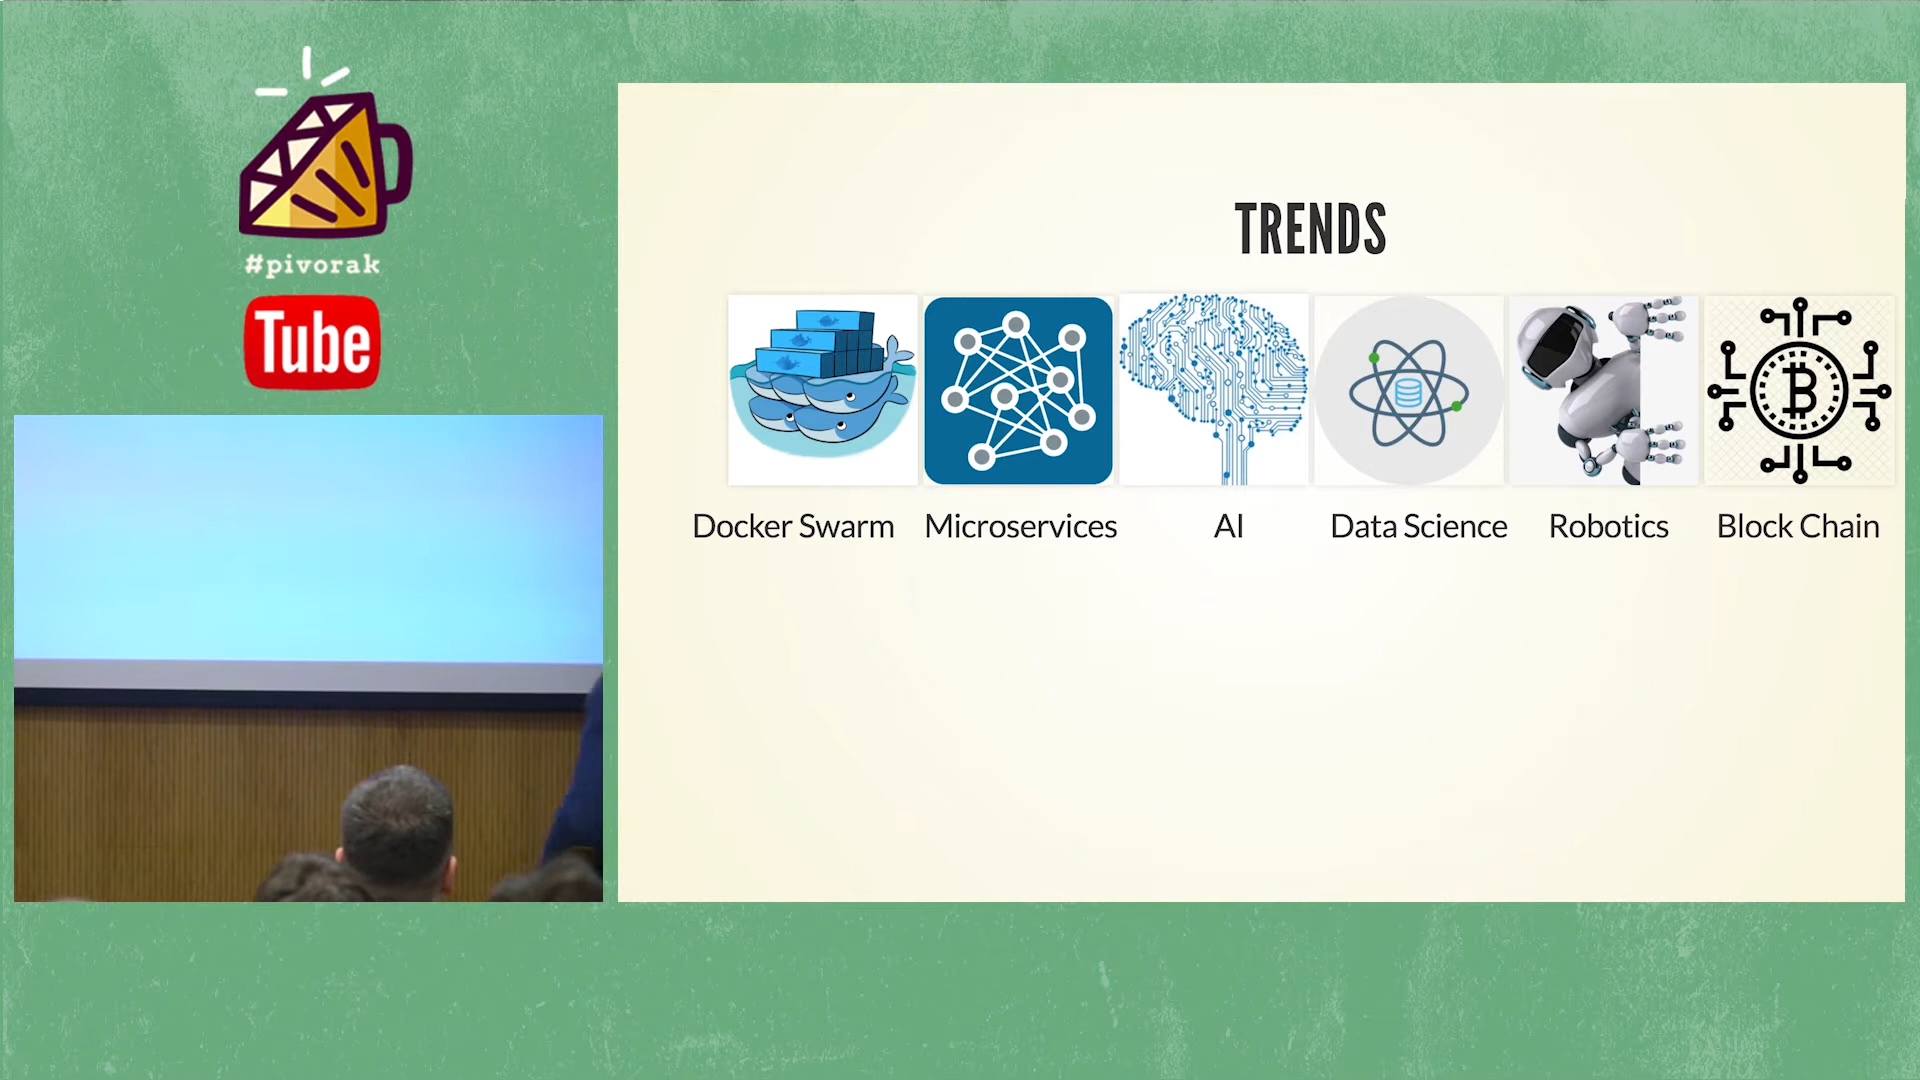 #pivorak
Tube
TRENDS
Docker Swarm
Microservices
AI
Data Science
Robotics
Block Chain